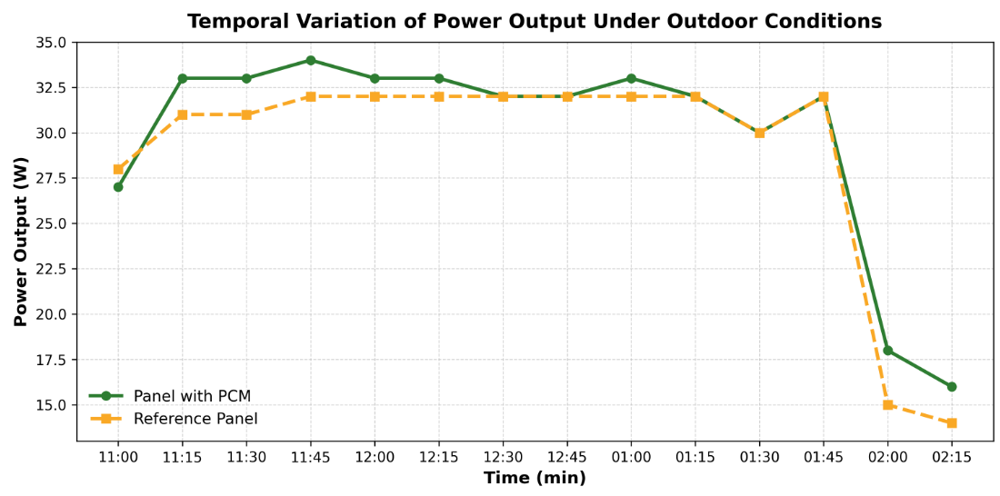 Temporal Variation of Power Output Under Outdoor Conditions
Power Output (W)
35.0
32.5
30.0
27.5
25.0
22.5
20.0
17.5
15.0
Panel with PCM
Reference Panel
11:00 11:15 11:30 11:45 12:00 12:15 12:30 12:45 01:00 01:15 01:30 01:45 02:00 02:15
Time (min)